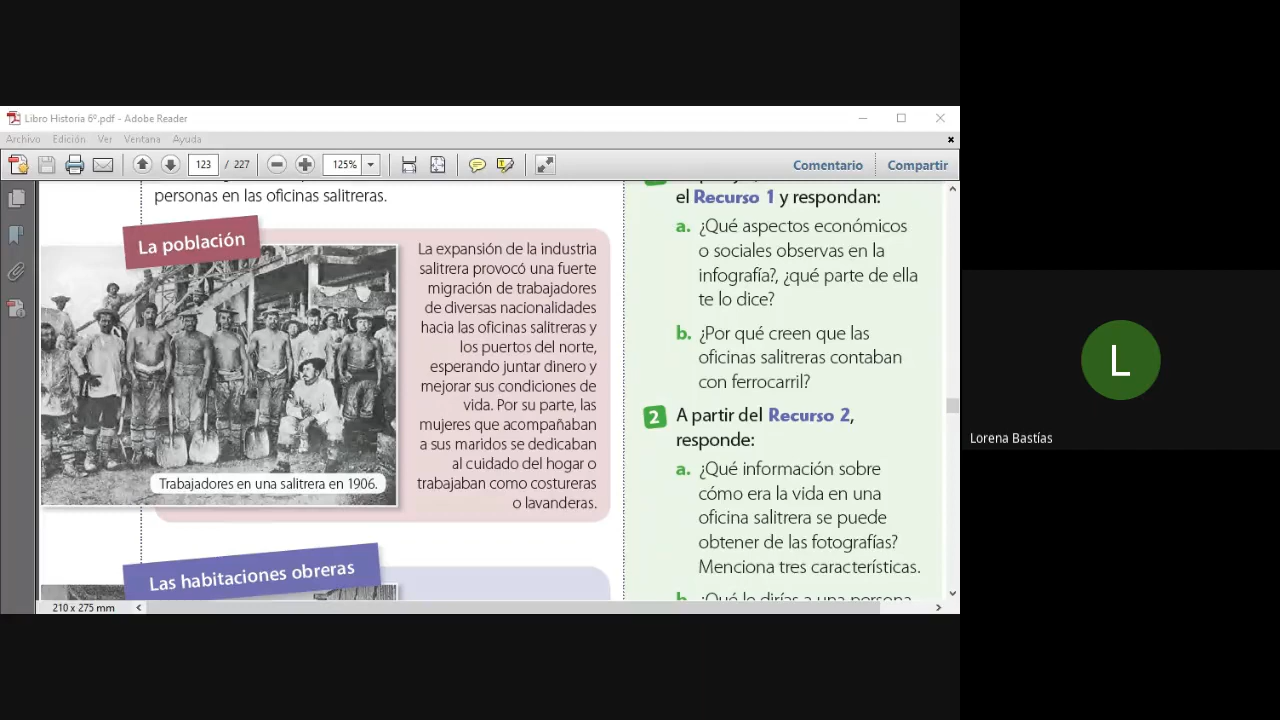 Libro Historia 6º.pdf - Adobe Reader
Archivo Edición Ver Ventana Ayuda
123 / 227 125% Comentario Compartir
personas en las oficinas salitreras.
La población
La expansión de la industria
salitrera provocó una fuerte
migración de trabajadores
de diversas nacionalidades
hacia las oficinas salitreras y
los puertos del norte,
esperando juntar dinero y
mejorar sus condiciones de
vida. Por su parte, las
mujeres que acompañaban
a sus maridos se dedicaban
al cuidado del hogar o
trabajaban como costureras
o lavanderas.
Trabajadores en una salitrera en 1906.
Las habitaciones obreras
el Recurso 1 y respondan:
a. ¿Qué aspectos económicos
o sociales observas en la
infografía?, ¿qué parte de ella
te lo dice?
b. ¿Por qué creen que las
oficinas salitreras contaban
con ferrocarril?
2 A partir del Recurso 2,
responde:
a. ¿Qué información sobre
cómo era la vida en una
oficina salitrera se puede
obtener de las fotografías?
Menciona tres características.
b. ¿Qué le dirías a una persona
210 x 275 mm
L
Lorena Bastías